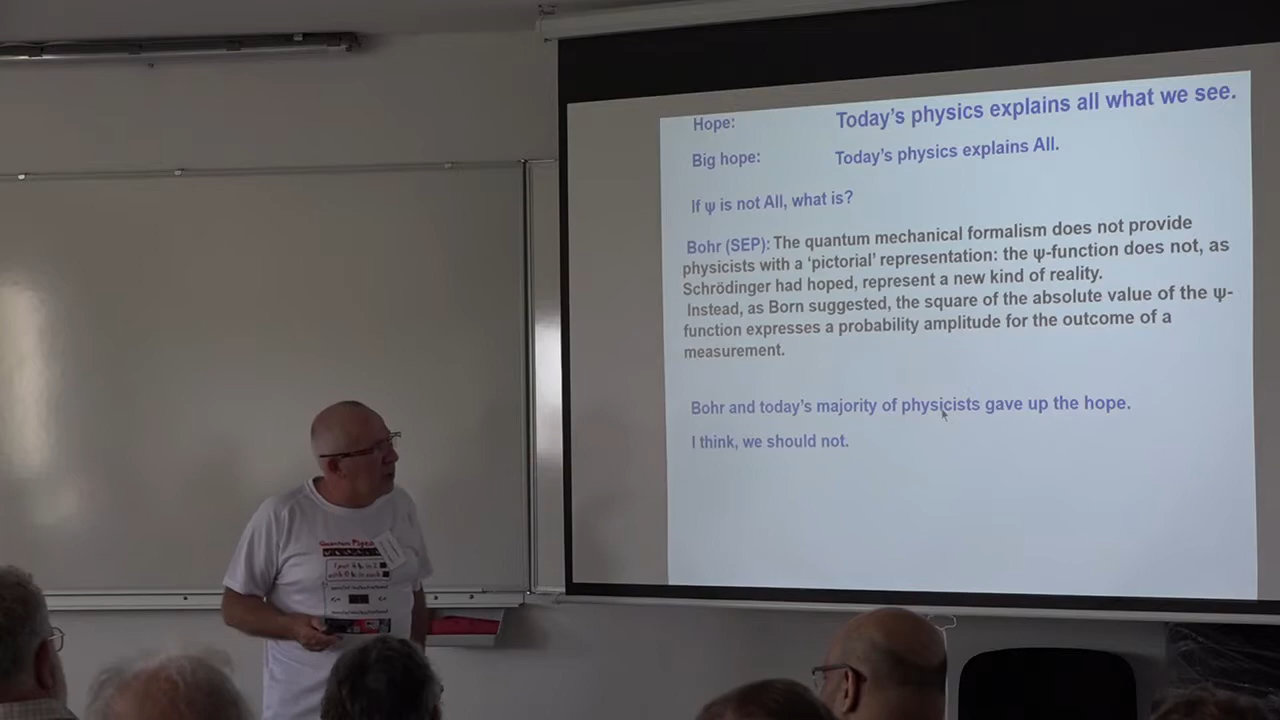 Hope: Today's physics explains all what we see.
Big hope: Today's physics explains All.
If ψ is not All, what is?
Bohr (SEP): The quantum mechanical formalism does not provide
physicists with a ‘pictorial’ representation: the ψ-function does not, as
Schrödinger had hoped, represent a new kind of reality.
Instead, as Born suggested, the square of the absolute value of the ψ-
function expresses a probability amplitude for the outcome of a
measurement.
Bohr and today's majority of physicists gave up the hope.
I think, we should not.
Quantum